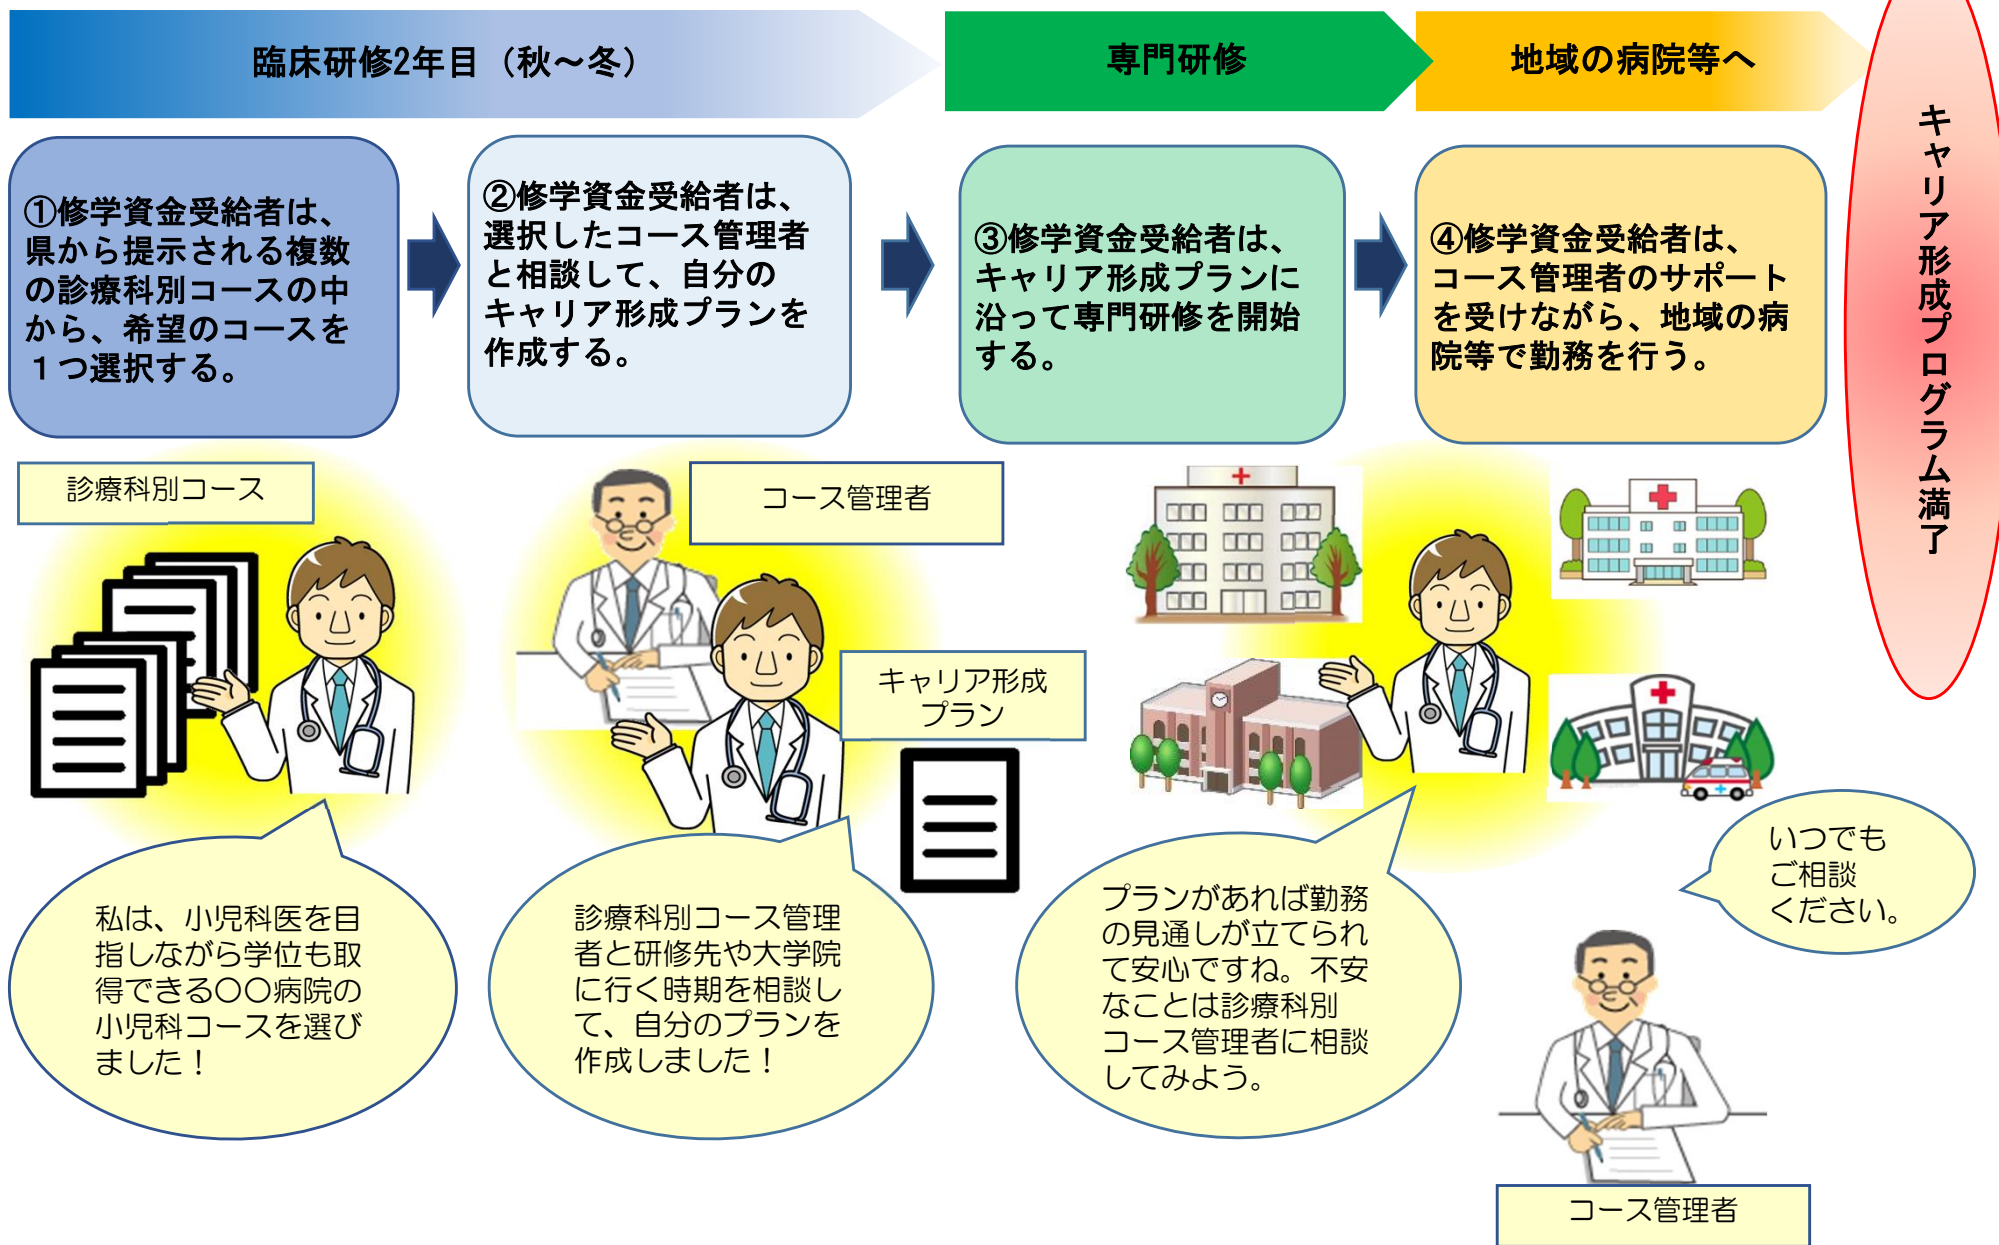 臨床研修2年目（秋～冬）
専門研修
地域の病院等へ
キャリア形成プログラム満了
①修学資金受給者は、
県から提示される複数
の診療科別コースの中
から、希望のコースを
１つ選択する。
②修学資金受給者は、
選択したコース管理者
と相談して、自分の
キャリア形成プランを
作成する。
③修学資金受給者は、
キャリア形成プランに
沿って専門研修を開始
する。
④修学資金受給者は、
コース管理者のサポート
を受けながら、地域の病
院等で勤務を行う。
診療科別コース
コース管理者
キャリア形成
プラン
私は、小児科医を目
指しながら学位も取
得できる〇〇病院の
小児科コースを選び
ました！
診療科別コース管理
者と研修先や大学院
に行く時期を相談し
て、自分のプランを
作成しました！
プランがあれば勤務
の見通しが立てられ
て安心ですね。不安
なことは診療科別
コース管理者に相談
してみよう。
いつでも
ご相談
ください。
コース管理者